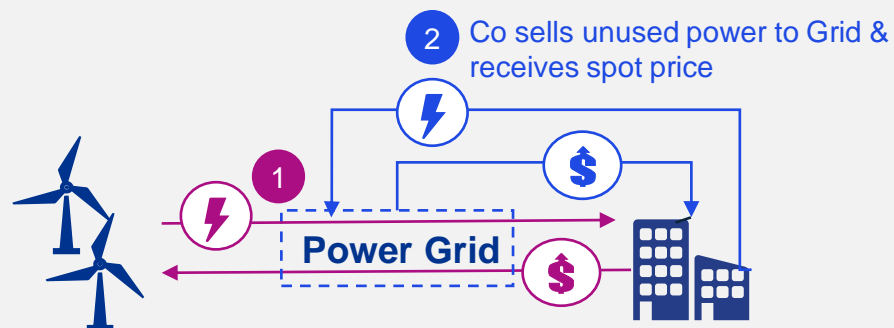 2
Co sells unused power to Grid &
receives spot price
$
1
Power Grid
$